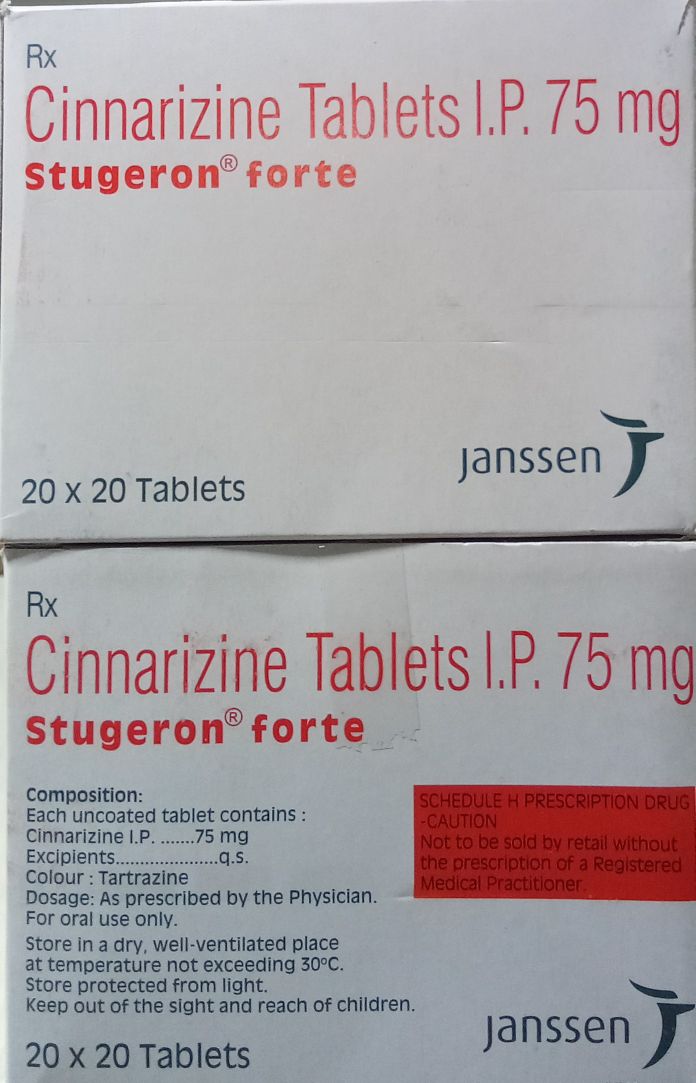 Rx
Cinnarizine Tablets I.P. 75 mg
Stugeron® forte
Janssen
20 x 20 Tablets
Rx
Cinnarizine Tablets I.P. 75 mg
Stugeron® forte
Composition:
Each uncoated tablet contains :
Cinnarizine I.P. .......75 mg
Excipients.....................q.s.
Colour : Tartrazine
Dosage: As prescribed by the Physician.
For oral use only.
Store in a dry, well-ventilated place
at temperature not exceeding 30°C.
Store protected from light.
Keep out of the sight and reach of children.
SCHEDULE H PRESCRIPTION DRUG
-CAUTION
Not to be sold by retail without
the prescription of a Registered
Medical Practitioner.
Janssen
20 x 20 Tablets